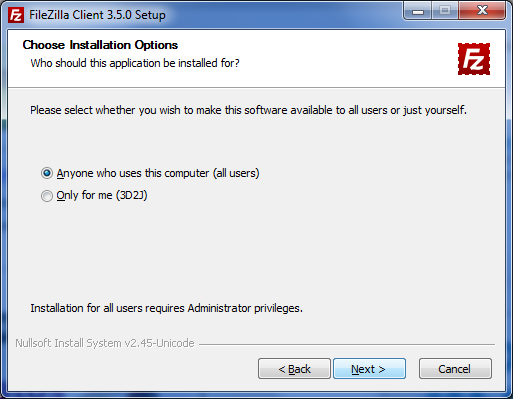 FileZilla Client 3.5.0 Setup
Choose Installation Options
Who should this application be installed for?
Fz
Please select whether you wish to make this software available to all users or just yourself.
Anyone who uses this computer (all users)
Only for me (3D2J)
Installation for all users requires Administrator privileges.
Nullsoft Install System v2.45-Unicode
< Back
Next >
Cancel